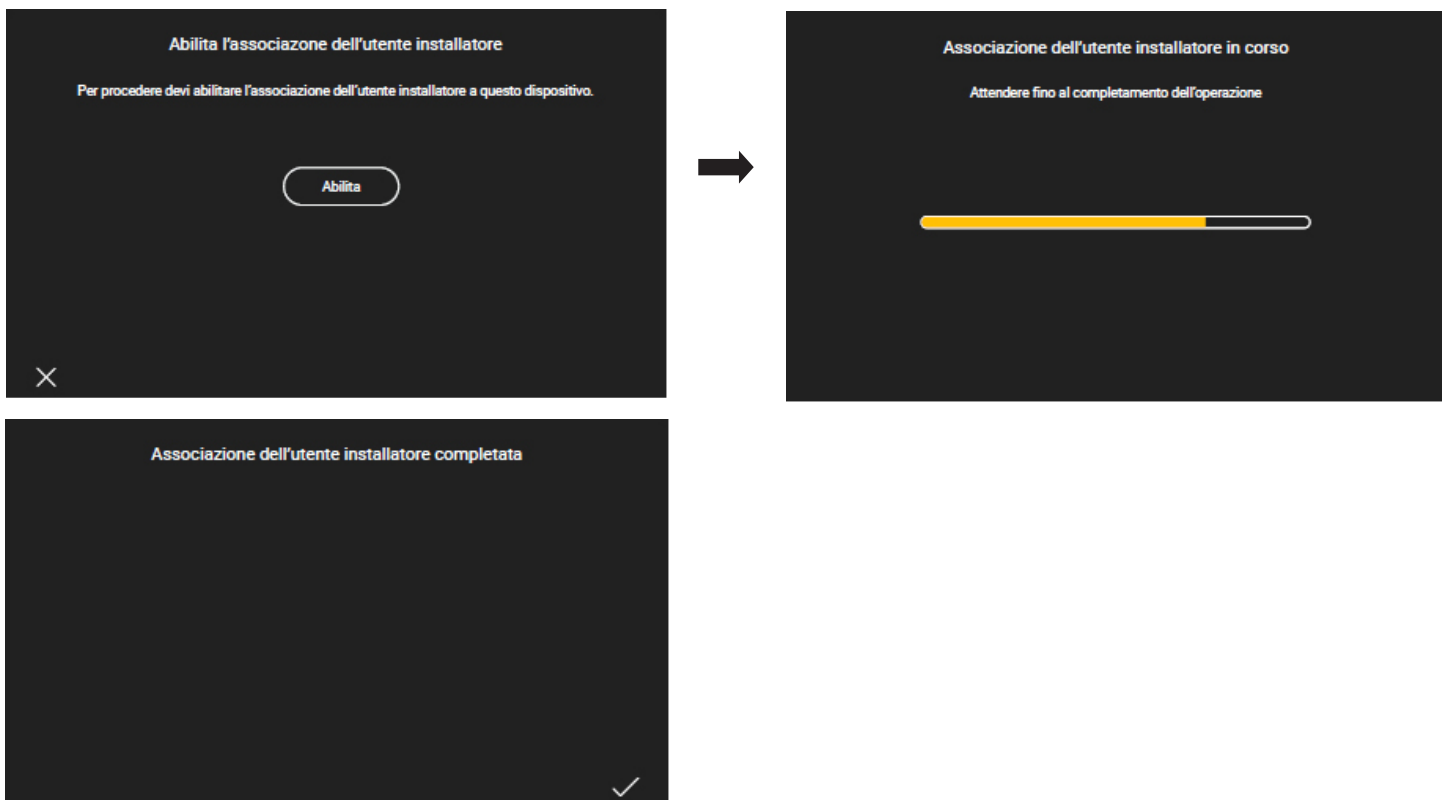 Abilita l'associazone dell'utente installatore
Per procedere devi abilitare l'associazione dell'utente installatore a questo dispositivo.
Abilita
Associazione dell'utente installatore in corso
Attendere fino al completamento dell'operazione
Associazione dell'utente installatore completata